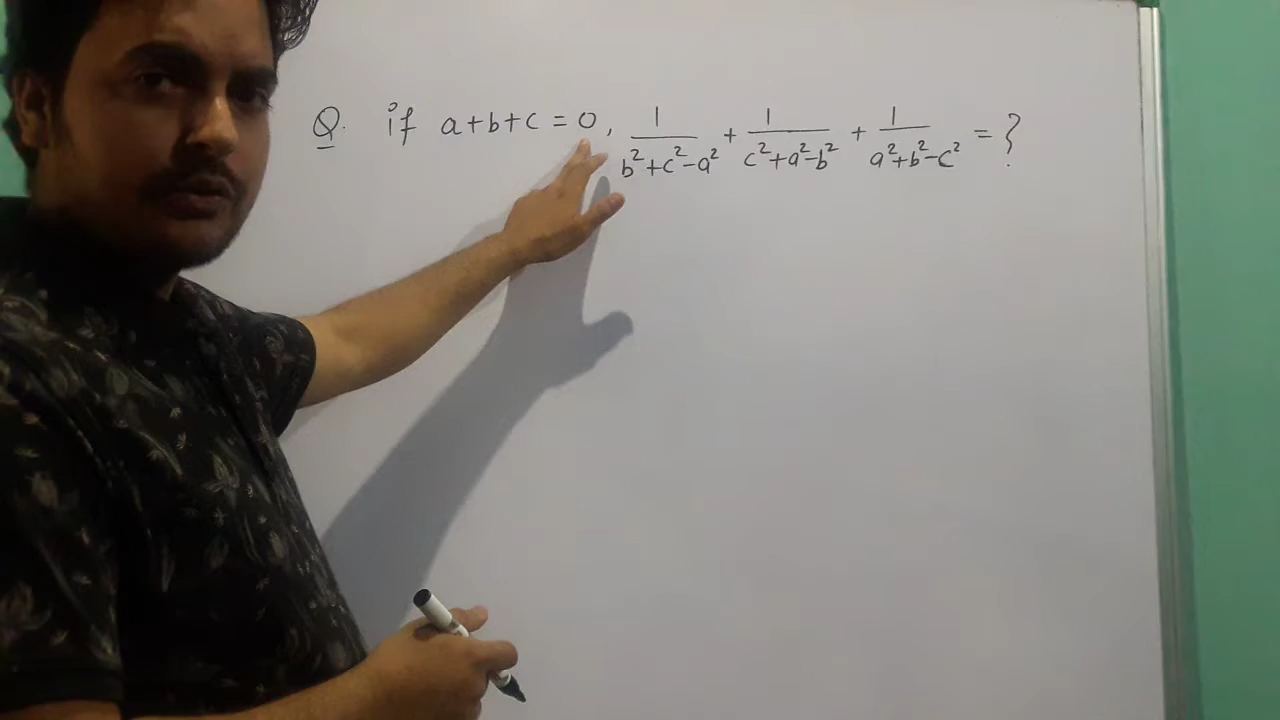 Q. if a+b+c = 0, 1/(b²+c²-a²) + 1/(c²+a²-b²) + 1/(a²+b²-c²) = ?